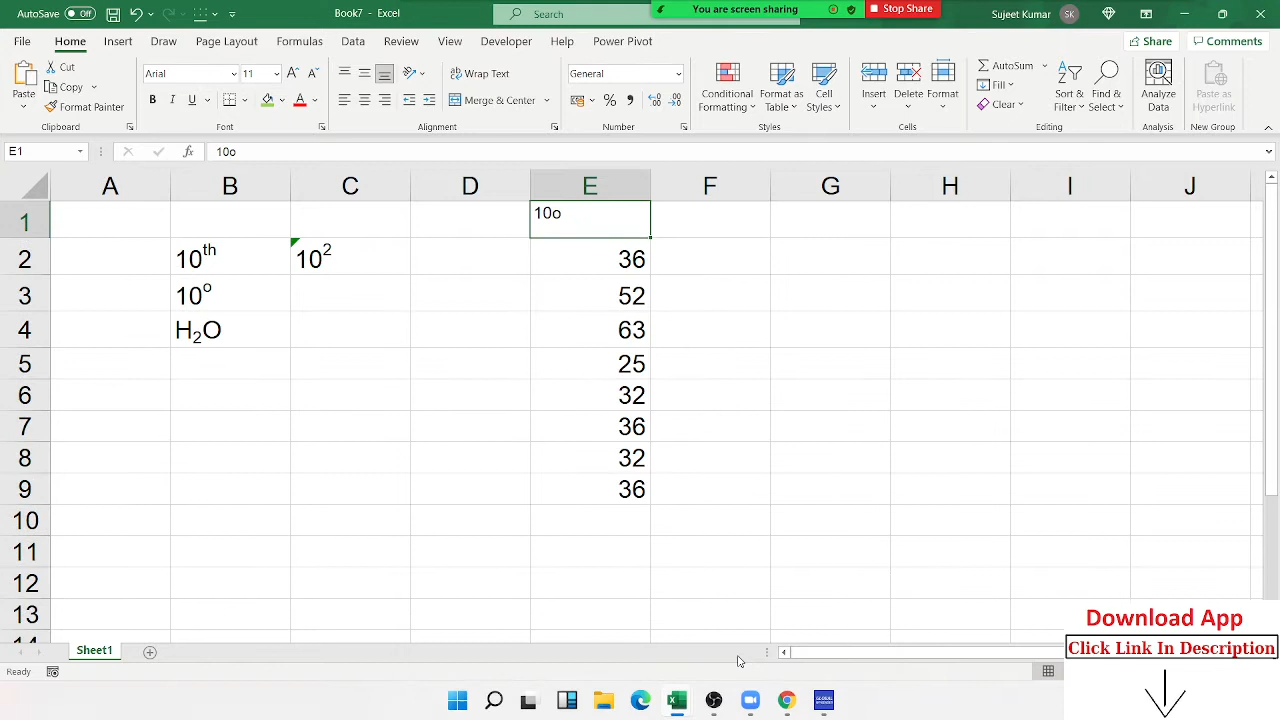 AutoSave Off Book7 - Excel Search You are screen sharing Stop Share Sujeet Kumar SK
File Home Insert Draw Page Layout Formulas Data Review View Developer Help Power Pivot Share Comments
Paste Cut Copy Format Painter Clipboard
Arial 11 A A B I U A Font
ab Wrap Text Merge & Center Alignment
General % , Number
Conditional Formatting Format as Table Cell Styles Styles
Insert Delete Format Cells
AutoSum Fill Clear Sort & Filter Find & Select Editing
Analyze Data Analysis
Paste as Hyperlink New Group
E1 fx 10o
A B C D E F G H I J
1 10o
2 10th 10² 36
3 10º 52
4 H₂O 63
5 25
6 32
7 36
8 32
9 36
10
11
12
13
14
Sheet1
Ready
Download App
Click Link In Description